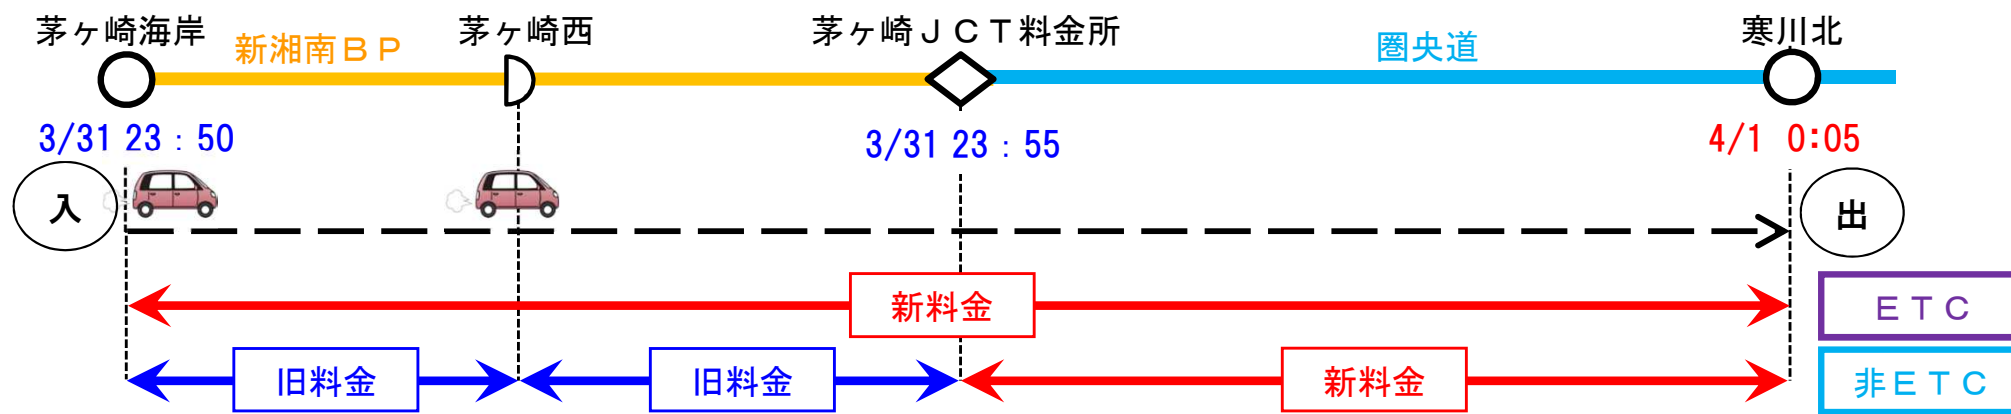 茅ヶ崎海岸
新湘南ＢＰ
茅ヶ崎西
茅ヶ崎ＪＣＴ料金所
圏央道
寒川北
3/31 23：50
3/31 23：55
4/1 0:05
入
出
新料金
ＥＴＣ
旧料金
旧料金
新料金
非ＥＴＣ